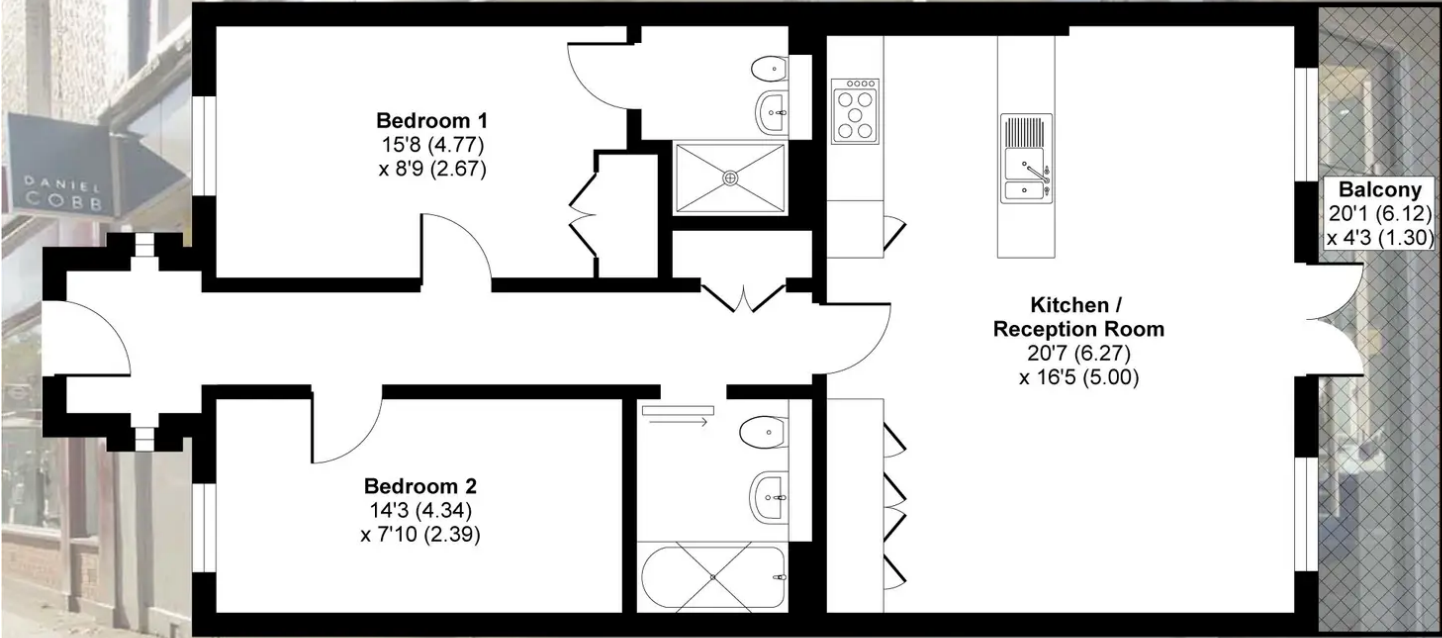 DANIEL
COBB
Bedroom 1
15'8 (4.77)
x 8'9 (2.67)
Balcony
20'1 (6.12)
x 4'3 (1.30)
Kitchen /
Reception Room
20'7 (6.27)
x 16'5 (5.00)
Bedroom 2
14'3 (4.34)
x 7'10 (2.39)